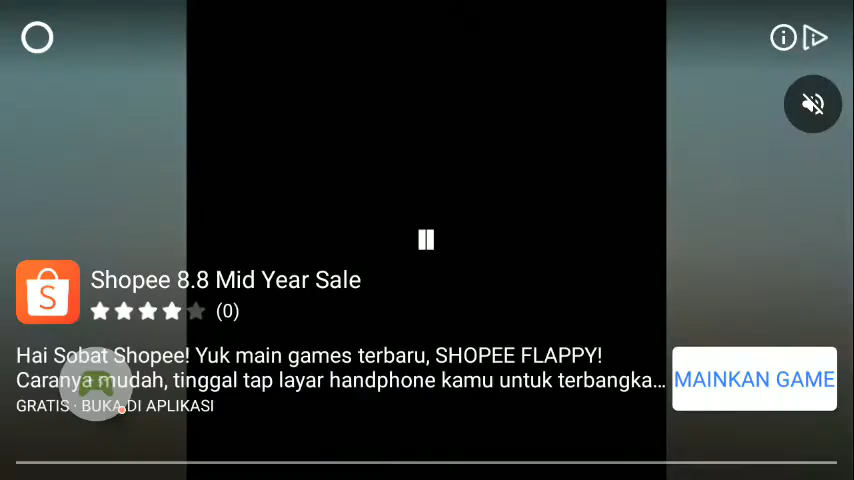 Shopee 8.8 Mid Year Sale
(0)
Hai Sobat Shopee! Yuk main games terbaru, SHOPEE FLAPPY!
Caranya mudah, tinggal tap layar handphone kamu untuk terbangka...
MAINKAN GAME
GRATIS · BUKA DI APLIKASI